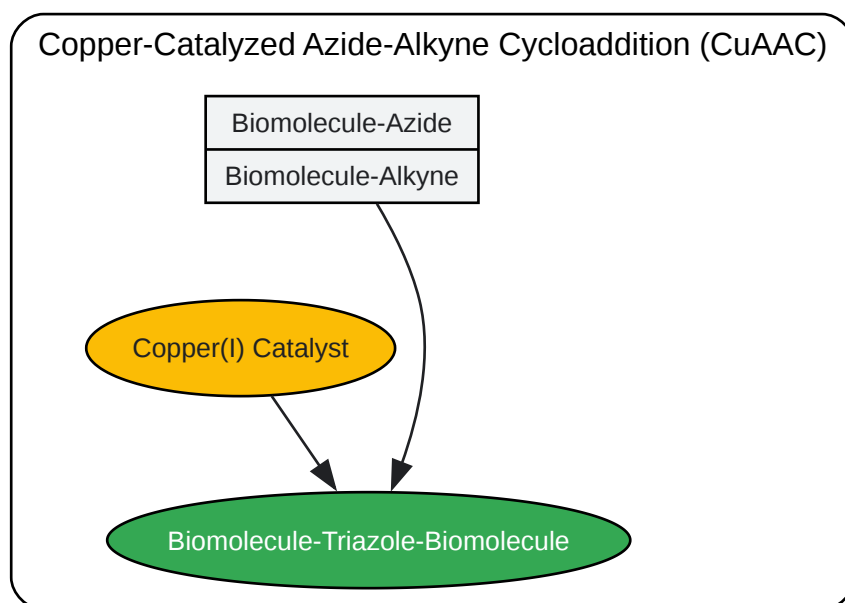 Copper-Catalyzed Azide-Alkyne Cycloaddition (CuAAC)
Biomolecule-Azide
Biomolecule-Alkyne
Copper(I) Catalyst
Biomolecule-Triazole-Biomolecule